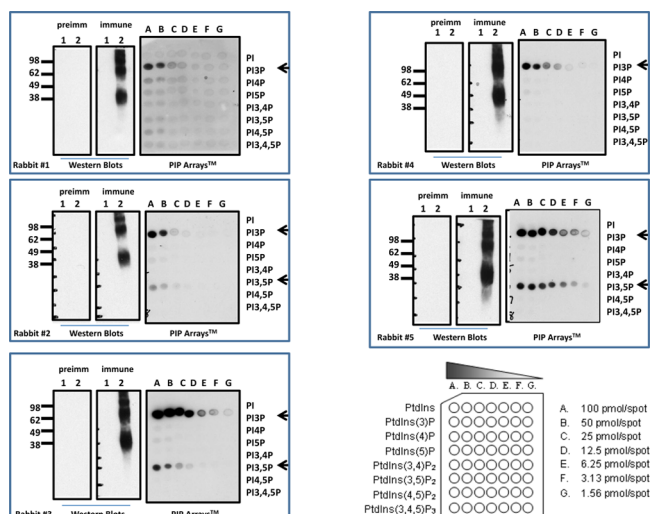 preimm immune
1 2 1 2 A B C D E F G
98
62
49
38
PI
PI3P
PI4P
PI5P
PI3,4P
PI3,5P
PI4,5P
PI3,4,5P
Rabbit #1 Western Blots PIP Arrays™
preimm immune
1 2 1 2 A B C D E F G
98
62
49
38
PI
PI3P
PI4P
PI5P
PI3,4P
PI3,5P
PI4,5P
PI3,4,5P
Rabbit #2 Western Blots PIP Arrays™
preimm immune
1 2 1 2 A B C D E F G
98
62
49
38
PI
PI3P
PI4P
PI5P
PI3,4P
PI3,5P
PI4,5P
PI3,4,5P
Rabbit #3 Western Blots PIP Arrays™
preimm immune
1 2 1 2 A B C D E F G
98
62
49
38
PI
PI3P
PI4P
PI5P
PI3,4P
PI3,5P
PI4,5P
PI3,4,5P
Rabbit #4 Western Blots PIP Arrays™
preimm immune
1 2 1 2 A B C D E F G
98
62
49
38
PI
PI3P
PI4P
PI5P
PI3,4P
PI3,5P
PI4,5P
PI3,4,5P
Rabbit #5 Western Blots PIP Arrays™
A. B. C. D. E. F. G.
PtdIns
PtdIns(3)P
PtdIns(4)P
PtdIns(5)P
PtdIns(3,4)P₂
PtdIns(3,5)P₂
PtdIns(4,5)P₂
PtdIns(3,4,5)P₃
A. 100 pmol/spot
B. 50 pmol/spot
C. 25 pmol/spot
D. 12.5 pmol/spot
E. 6.25 pmol/spot
F. 3.13 pmol/spot
G. 1.56 pmol/spot